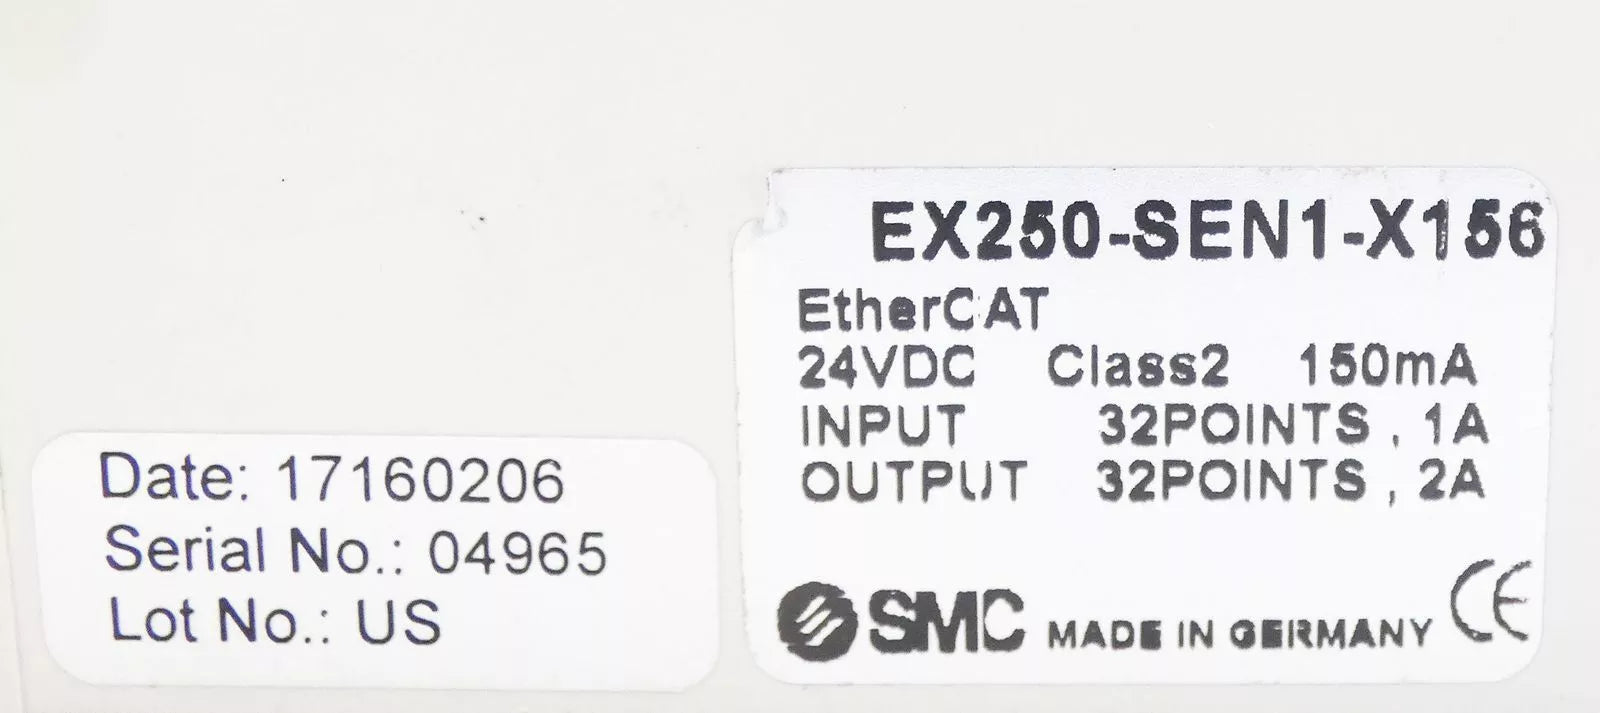 EX250-SEN1-X156
EtherCAT
24VDC Class2 150mA
INPUT 32POINTS , 1A
OUTPUT 32POINTS , 2A
SMC MADE IN GERMANY CE
Date: 17160206
Serial No.: 04965
Lot No.: US